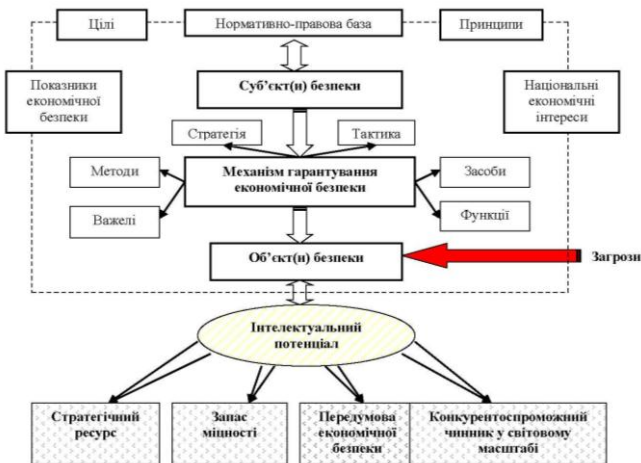 Цілі
Нормативно-правова база
Принципи
Показники
економічної
безпеки
Суб’єкт(и) безпеки
Національні
економічні
інтереси
Стратегія
Тактика
Методи
Механізм гарантування
економічної безпеки
Засоби
Важелі
Функції
Об’єкт(и) безпеки
Загрози
Інтелектуальний
потенціал
Стратегічний
ресурс
Запас
міцності
Передумова
економічної
безпеки
Конкурентоспроможний
чинник у світовому
масштабі